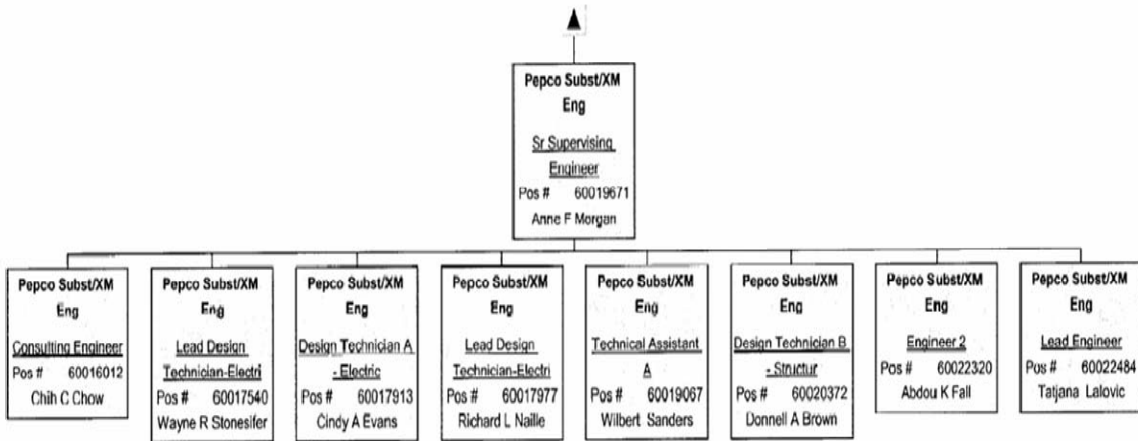 Pepco Subst/XM
Eng
Sr Supervising
Engineer
Pos # 60019671
Anne F Morgan
Pepco Subst/XM
Eng
Consulting Engineer
Pos # 60016012
Chih C Chow
Pepco Subst/XM
Eng
Lead Design
Technician-Electri
Pos # 60017540
Wayne R Stonesifer
Pepco Subst/XM
Eng
Design Technician A
- Electric
Pos # 60017913
Cindy A Evans
Pepco Subst/XM
Eng
Lead Design
Technician-Electri
Pos # 60017977
Richard L Naille
Pepco Subst/XM
Eng
Technical Assistant
A
Pos # 60019067
Wilbert Sanders
Pepco Subst/XM
Eng
Design Technician B
- Structur
Pos # 60020372
Donnell A Brown
Pepco Subst/XM
Eng
Engineer 2
Pos # 60022320
Abdou K Fall
Pepco Subst/XM
Eng
Lead Engineer
Pos # 60022484
Tatjana Lalovic